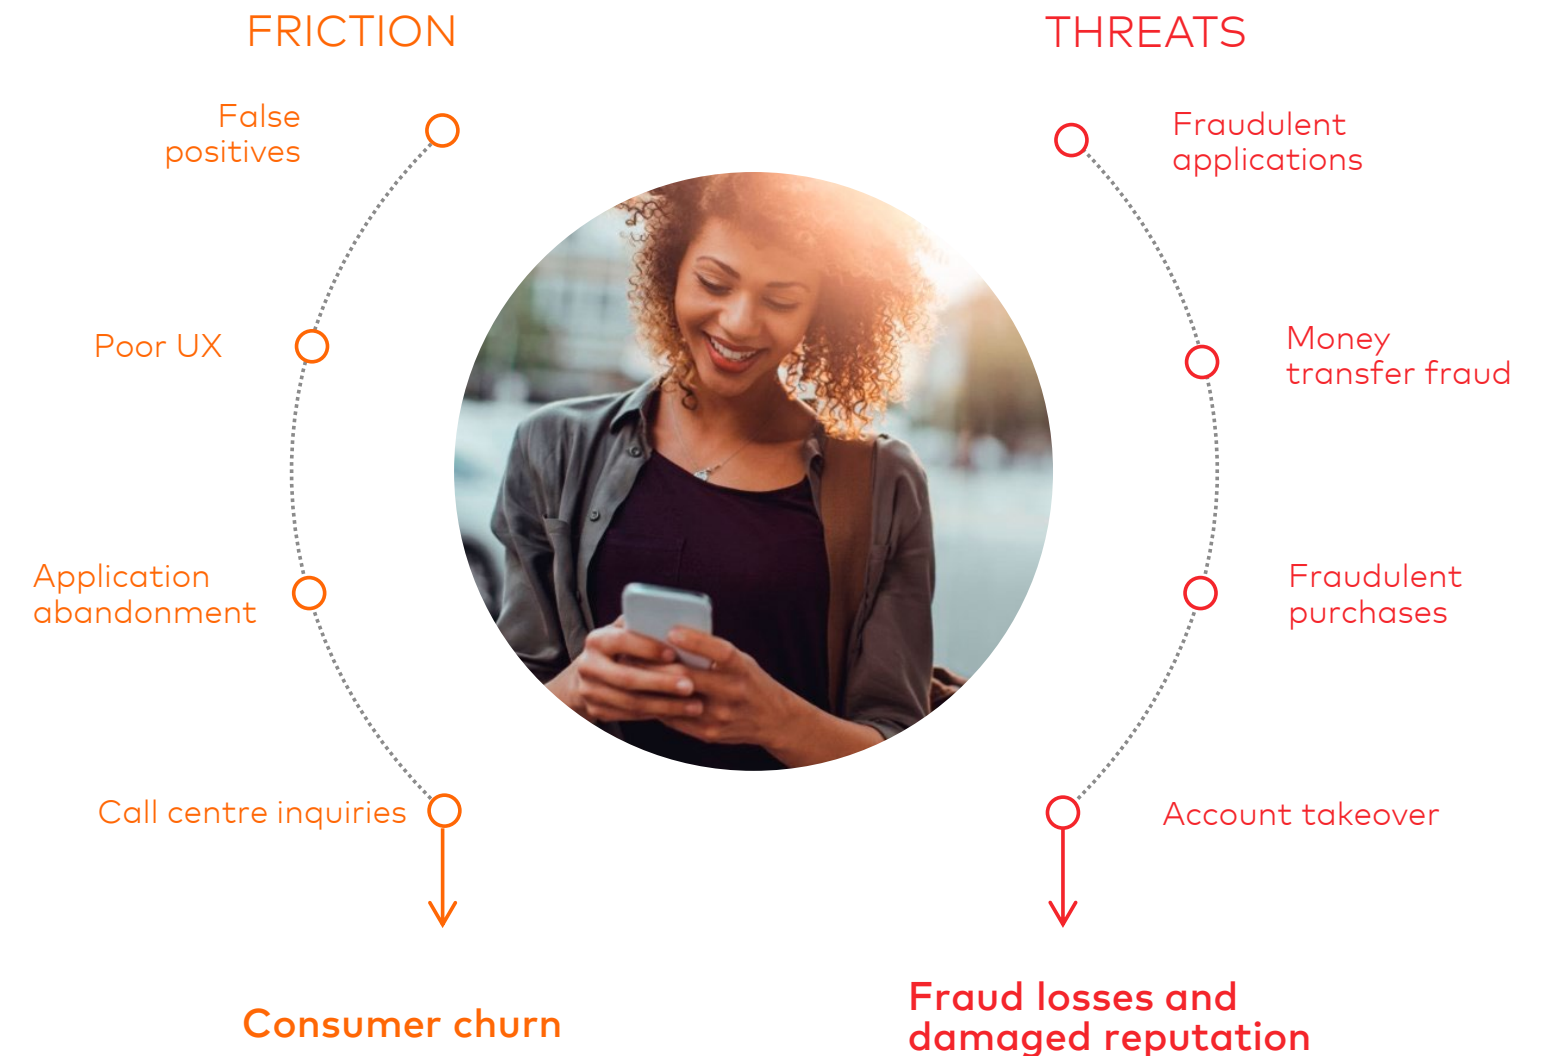 FRICTION
False
positives
Poor UX
Application
abandonment
Call centre inquiries
Consumer churn
THREATS
Fraudulent
applications
Money
transfer fraud
Fraudulent
purchases
Account takeover
Fraud losses and
damaged reputation